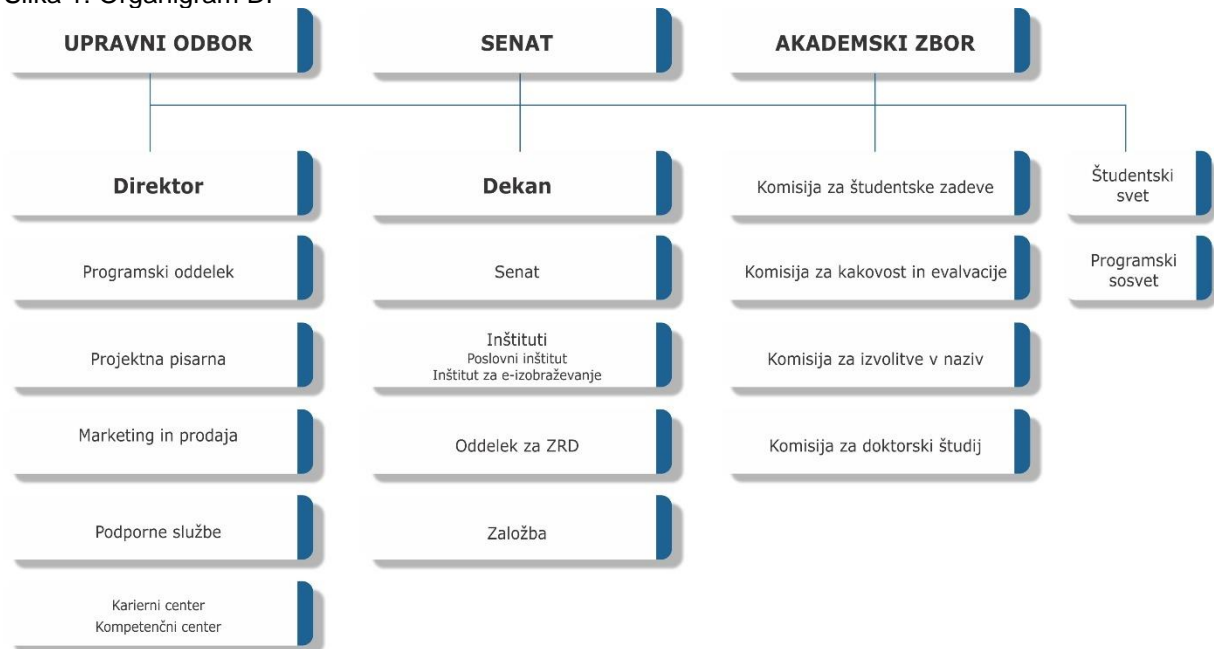 Slika 1: Organigram
UPRAVNI ODBOR
SENAT
AKADEMSKI ZBOR
Direktor
Programski oddelek
Projektna pisarna
Marketing in prodaja
Podporne službe
Karierni center
Kompetenčni center
Dekan
Senat
Inštituti
Poslovni inštitut
Inštitut za e-izobraževanje
Oddelek za ZRD
Založba
Komisija za študentske zadeve
Komisija za kakovost in evalvacije
Komisija za izvolitve v naziv
Komisija za doktorski študij
Študentski
svet
Programski
sosvet